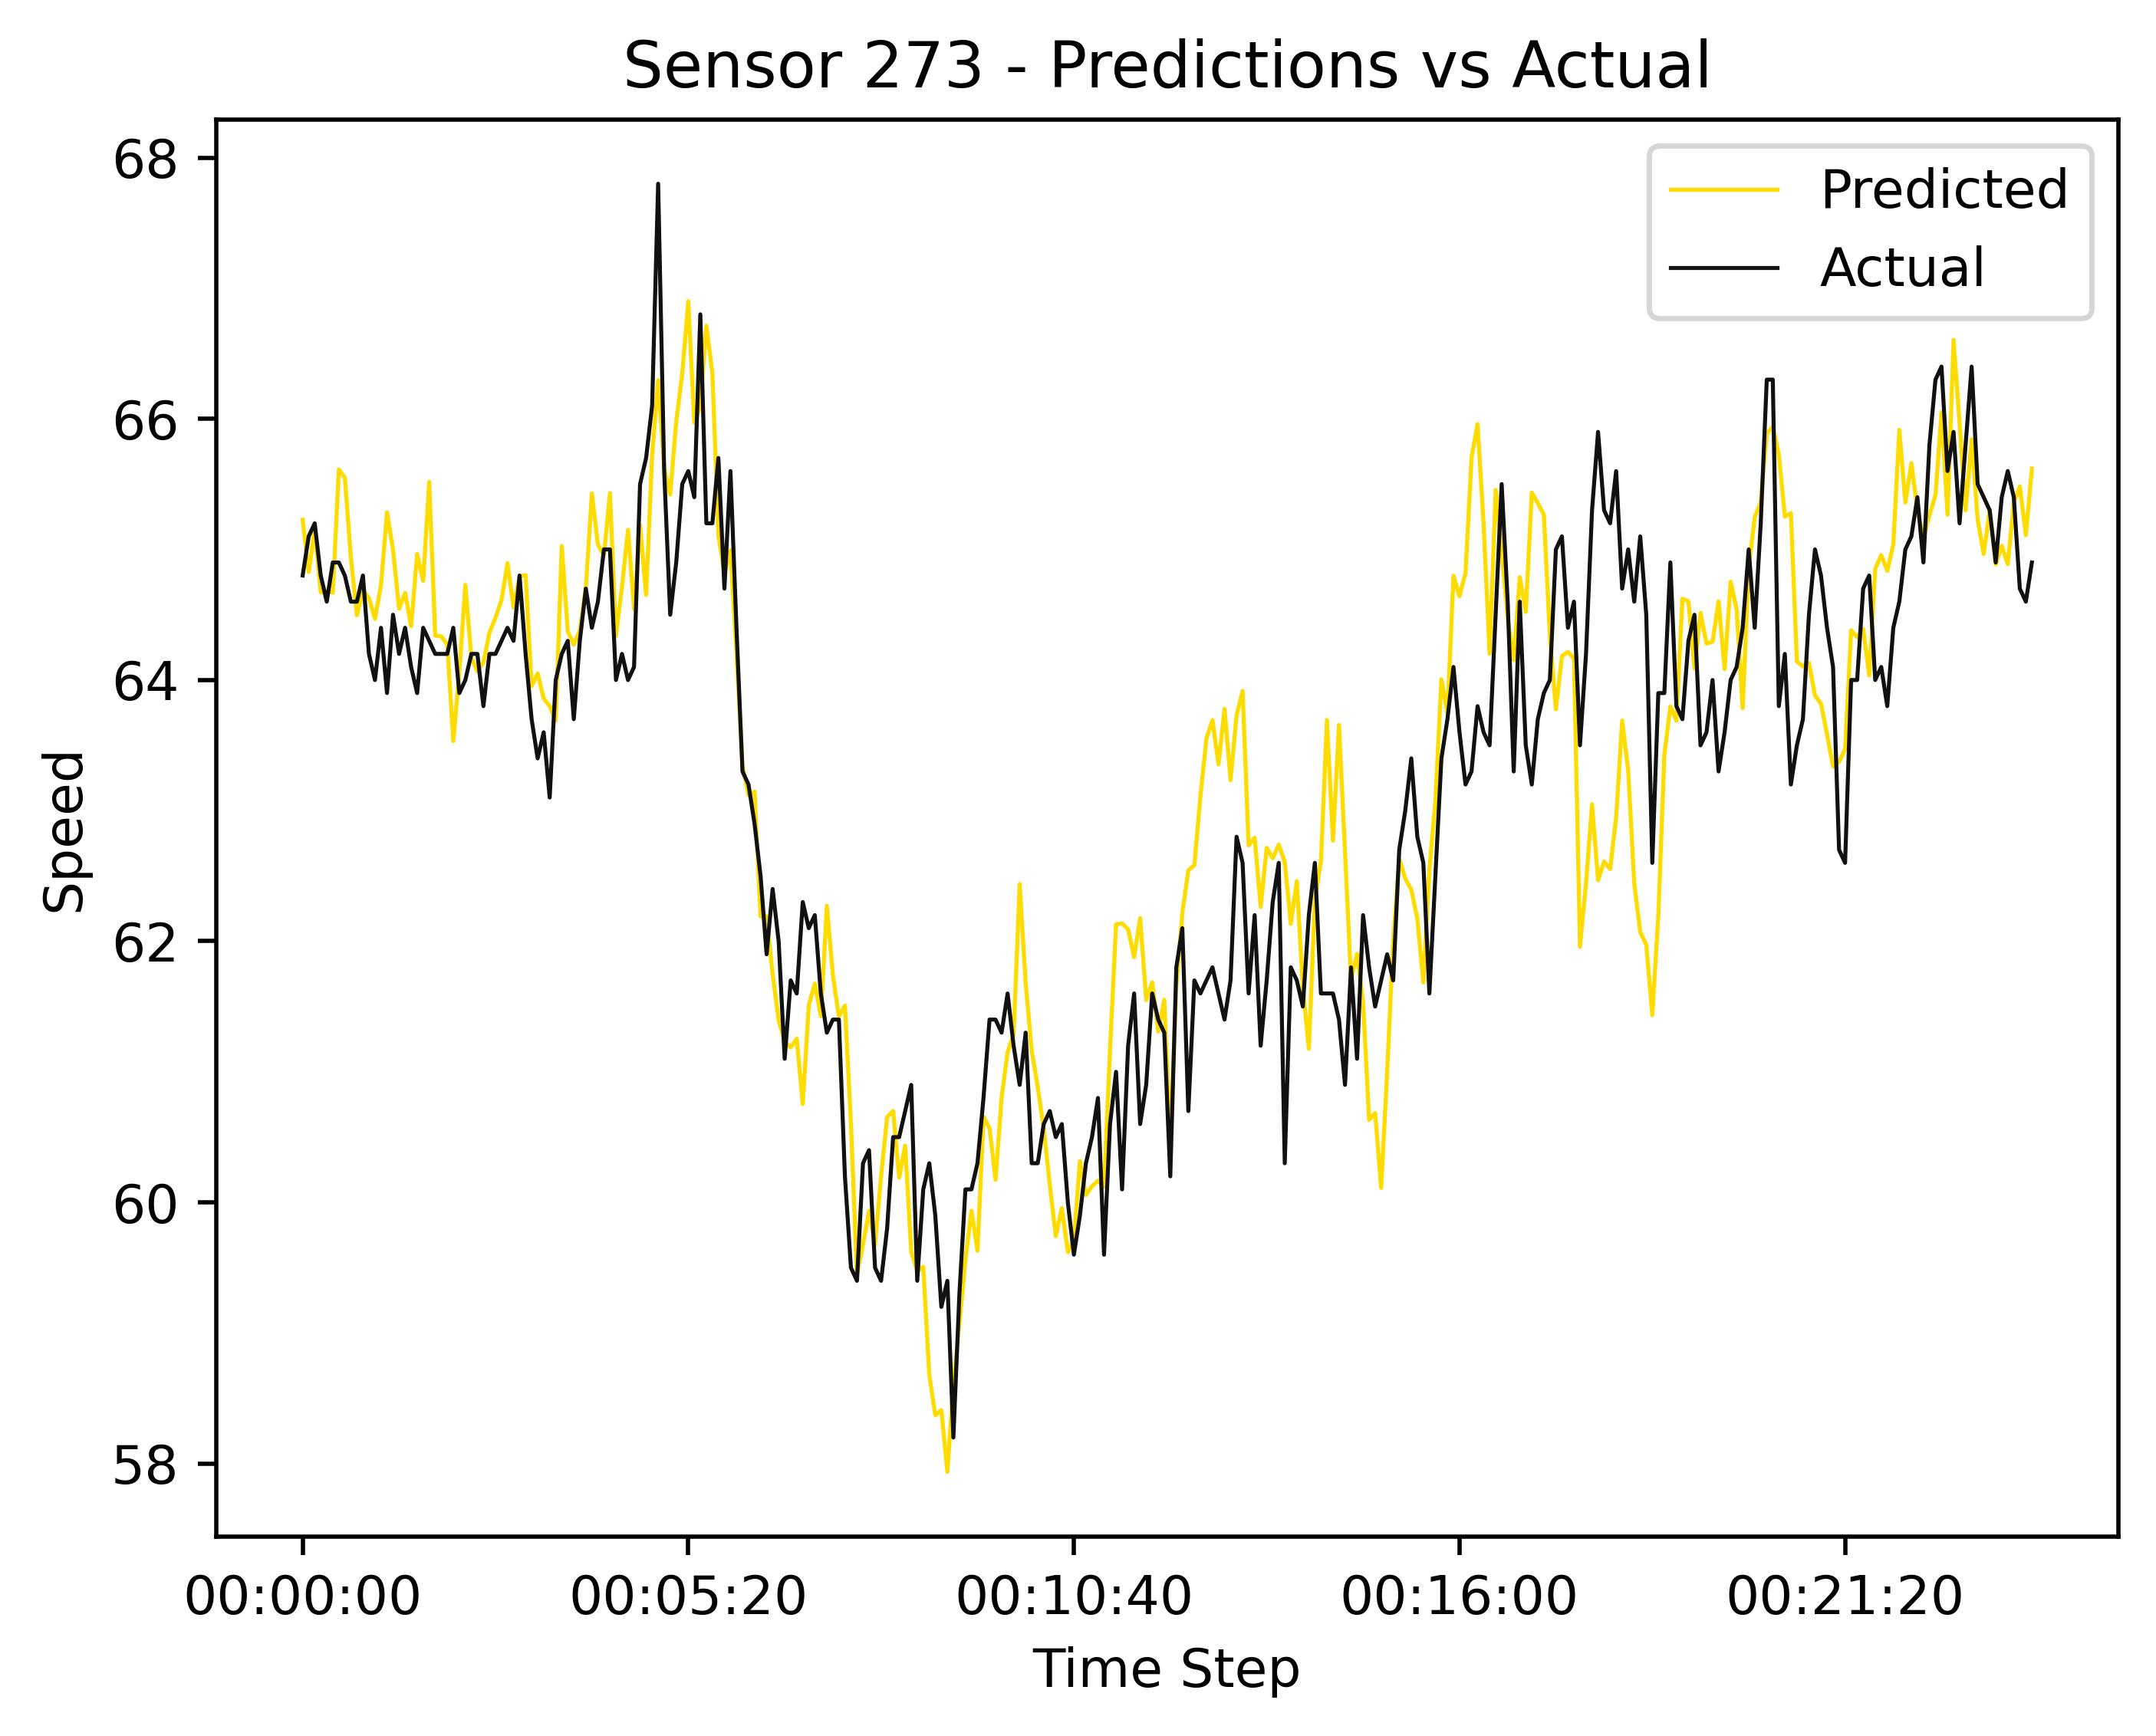 Sensor 273 - Predictions vs Actual
Predicted
Actual
68
66
64
62
60
58
Speed
00:00:00
00:05:20
00:10:40
00:16:00
00:21:20
Time Step